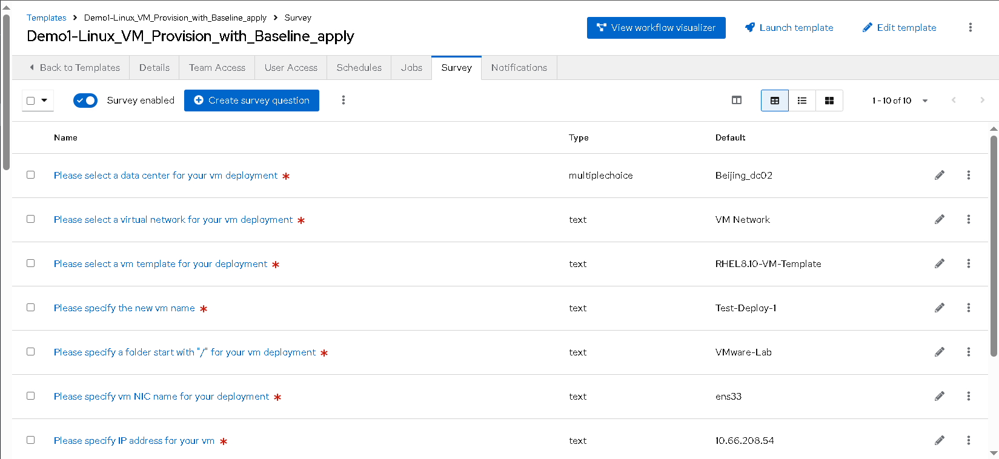 Templates > Demo1-Linux_VM_Provision_with_Baseline_apply > Survey
Demo1-Linux_VM_Provision_with_Baseline_apply
View workflow visualizer Launch template Edit template
Back to Templates Details Team Access User Access Schedules Jobs Survey Notifications
Survey enabled Create survey question 1 - 10 of 10
Name Type Default
Please select a data center for your vm deployment * multiplechoice Beijing_dc02
Please select a virtual network for your vm deployment * text VM Network
Please select a vm template for your deployment * text RHEL8.10-VM-Template
Please specify the new vm name * text Test-Deploy-1
Please specify a folder start with "/" for your vm deployment * text VMware-Lab
Please specify vm NIC name for your deployment * text ens33
Please specify IP address for your vm * text 10.66.208.54